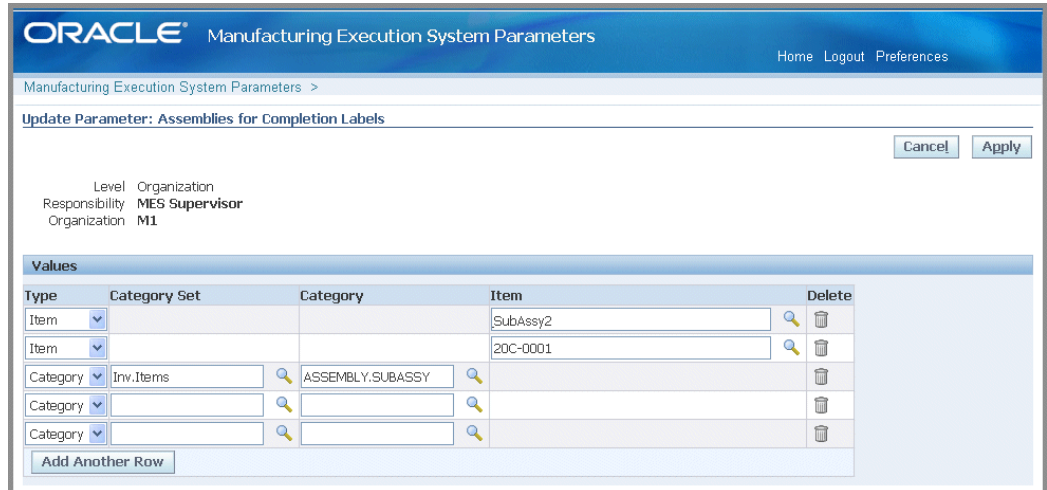 ORACLE® Manufacturing Execution System Parameters
Home Logout Preferences
Manufacturing Execution System Parameters >
Update Parameter: Assemblies for Completion Labels
Cancel Apply
Level Organization
Responsibility MES Supervisor
Organization M1
Values
Type Category Set Category Item Delete
Item SubAssy2
Item 20C-0001
Category Inv.Items ASSEMBLY.SUBASSY
Category
Category
Add Another Row